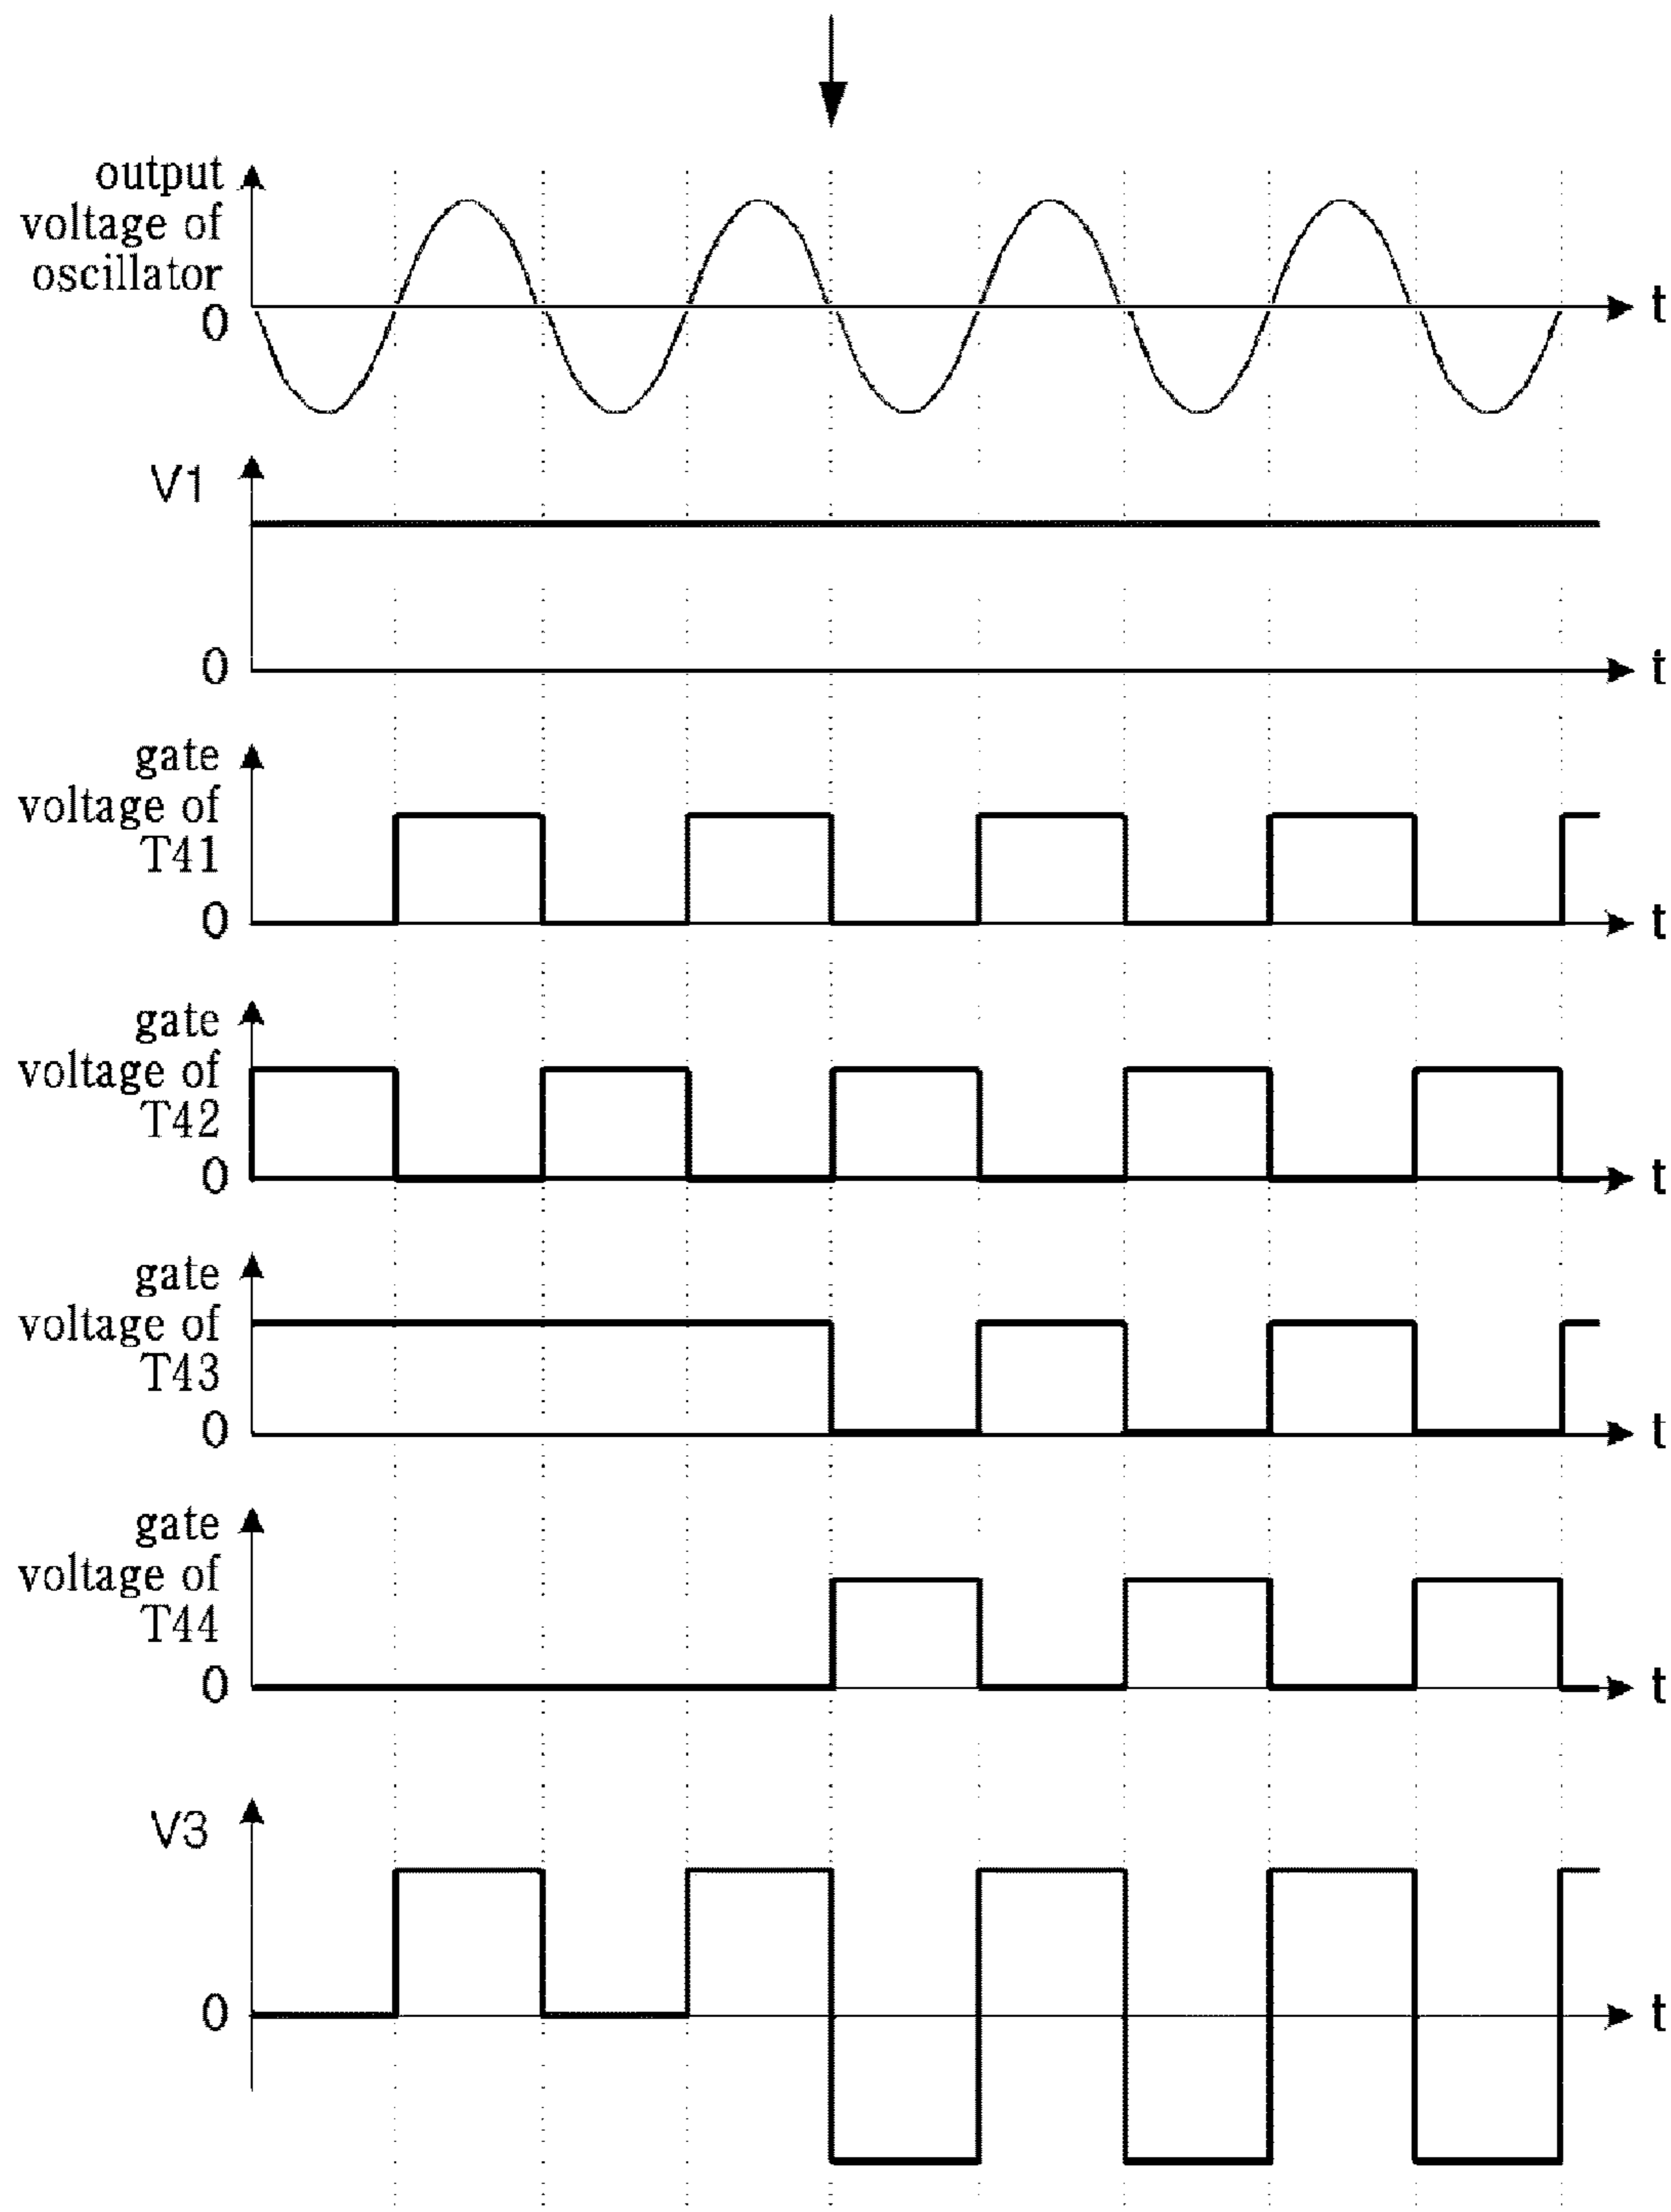 output
voltage of
oscillator
0
t
V1
0
t
gate
voltage of
T41
0
t
gate
voltage of
T42
0
t
gate
voltage of
T43
0
t
gate
voltage of
T44
0
t
V3
0
t